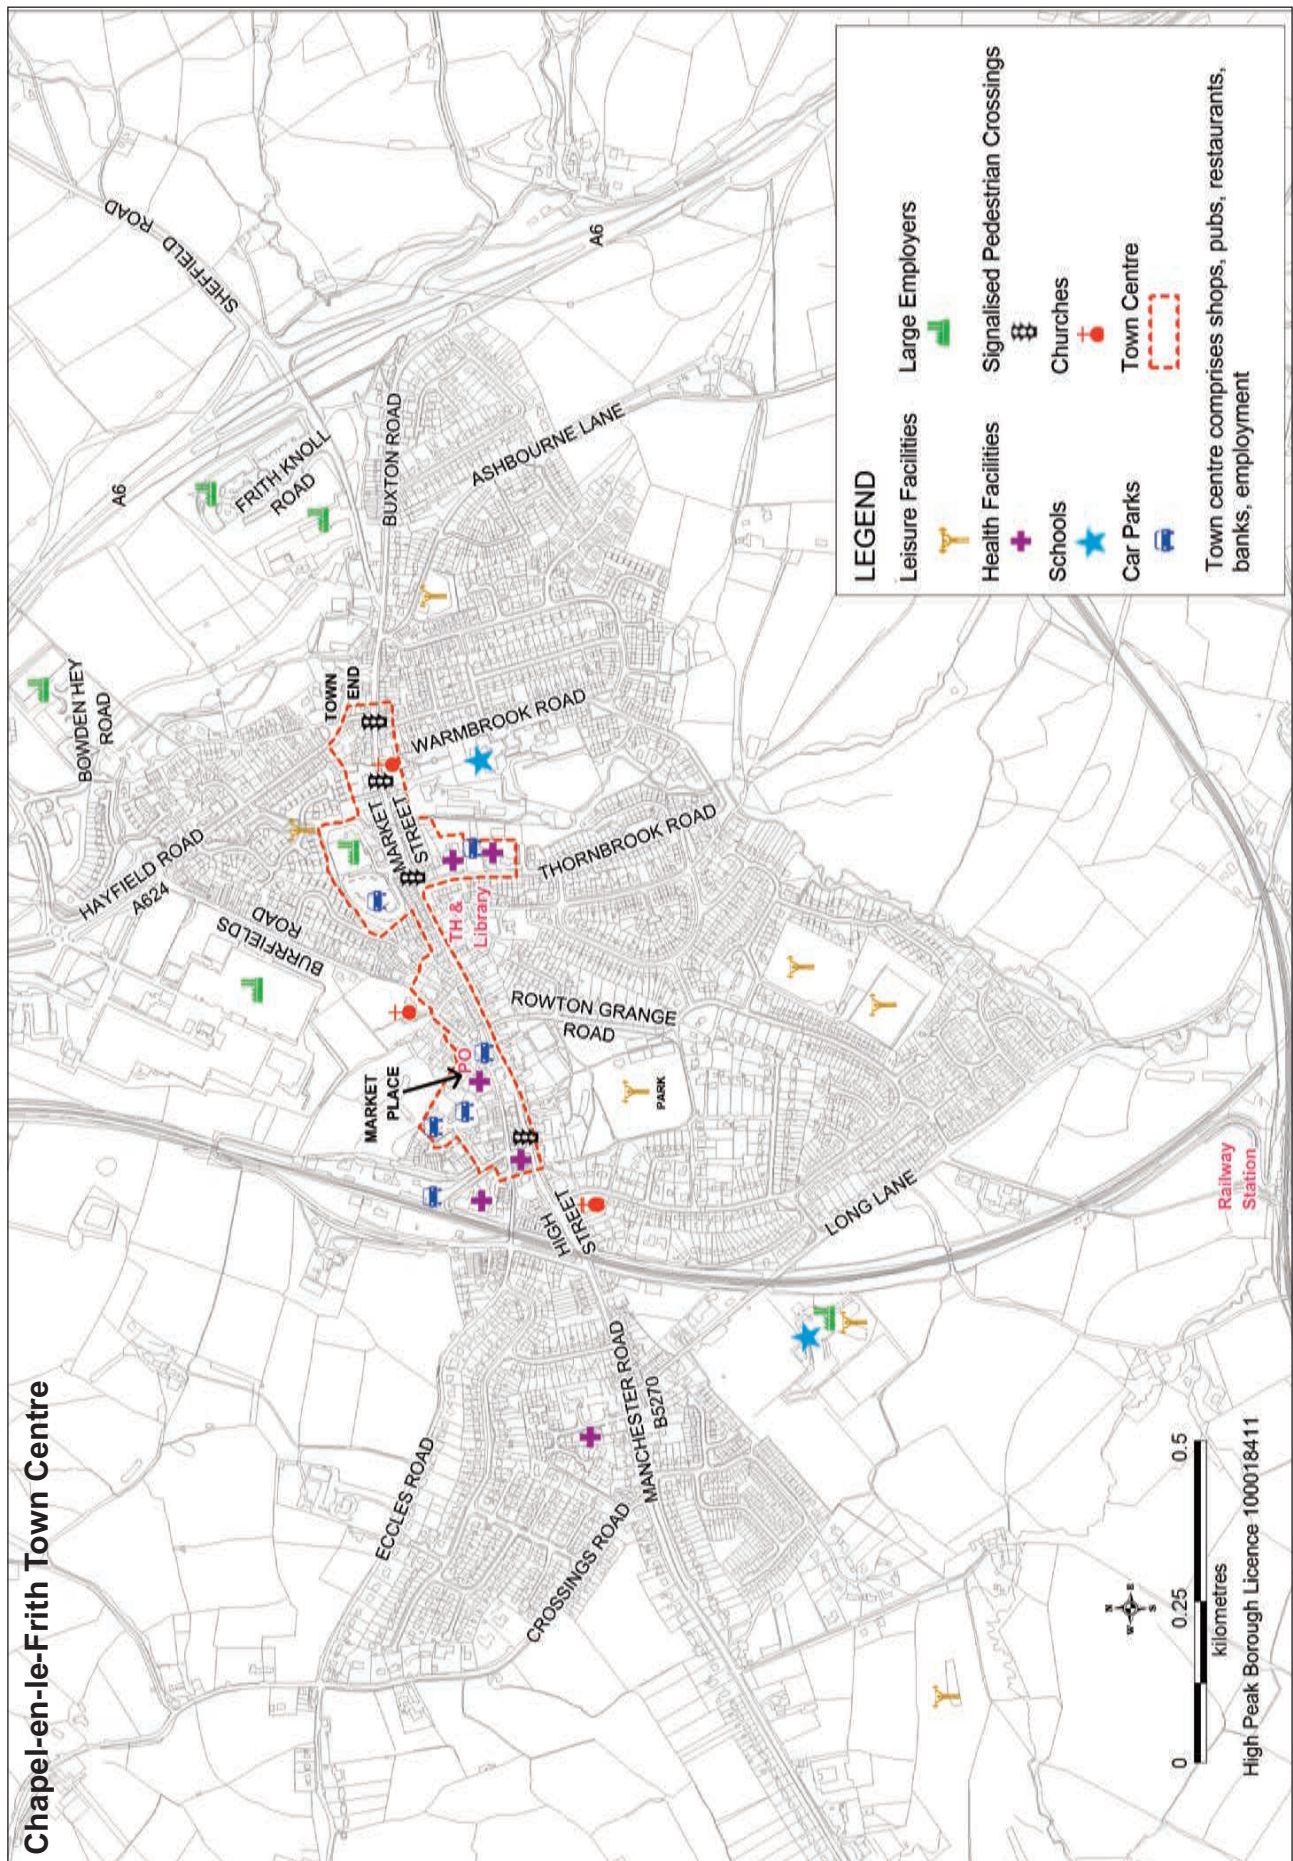 Chapel-en-le-Frith Town Centre
SHEFFIELD ROAD
A6
A6
FRITH KNOLL
ROAD
BUXTON ROAD
ASHBOURNE LANE
BOWDEN HEY
ROAD
TOWN
END
WARMBROOK ROAD
HAYFIELD ROAD
A624
MARKET
STREET
BURRFIELDS
ROAD
TH &
Library
THORNBROOK ROAD
ROWTON GRANGE
ROAD
MARKET
PLACE
PO
PARK
HIGH
STREET
LONG LANE
Railway
Station
ECCLES ROAD
MANCHESTER ROAD
B5270
CROSSINGS ROAD
LEGEND
Leisure Facilities
Large Employers
Health Facilities
Signalised Pedestrian Crossings
Schools
Churches
Car Parks
Town Centre
Town centre comprises shops, pubs, restaurants,
banks, employment
N
W E
S
0 0.25 0.5
kilometres
High Peak Borough Licence 100018411